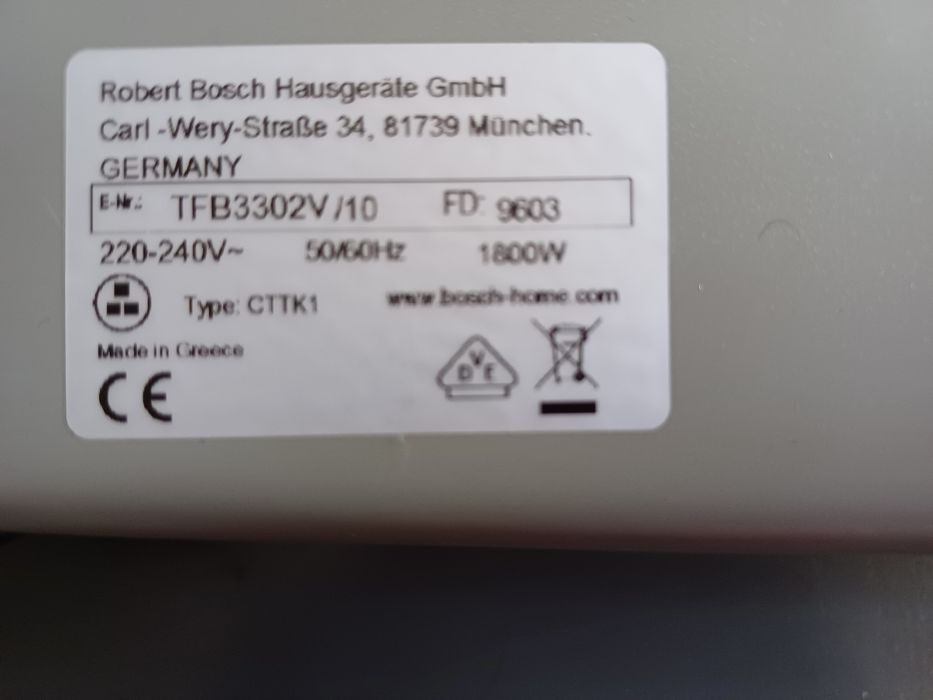 Robert Bosch Hausgeräte GmbH
Carl -Wery-Straße 34, 81739 München.
GERMANY
E-Nr.: TFB3302V/10 FD: 9603
220-240V~ 50/60Hz 1800W
Type: CTTK1 www.bosch-home.com
Made in Greece
CE
VDE